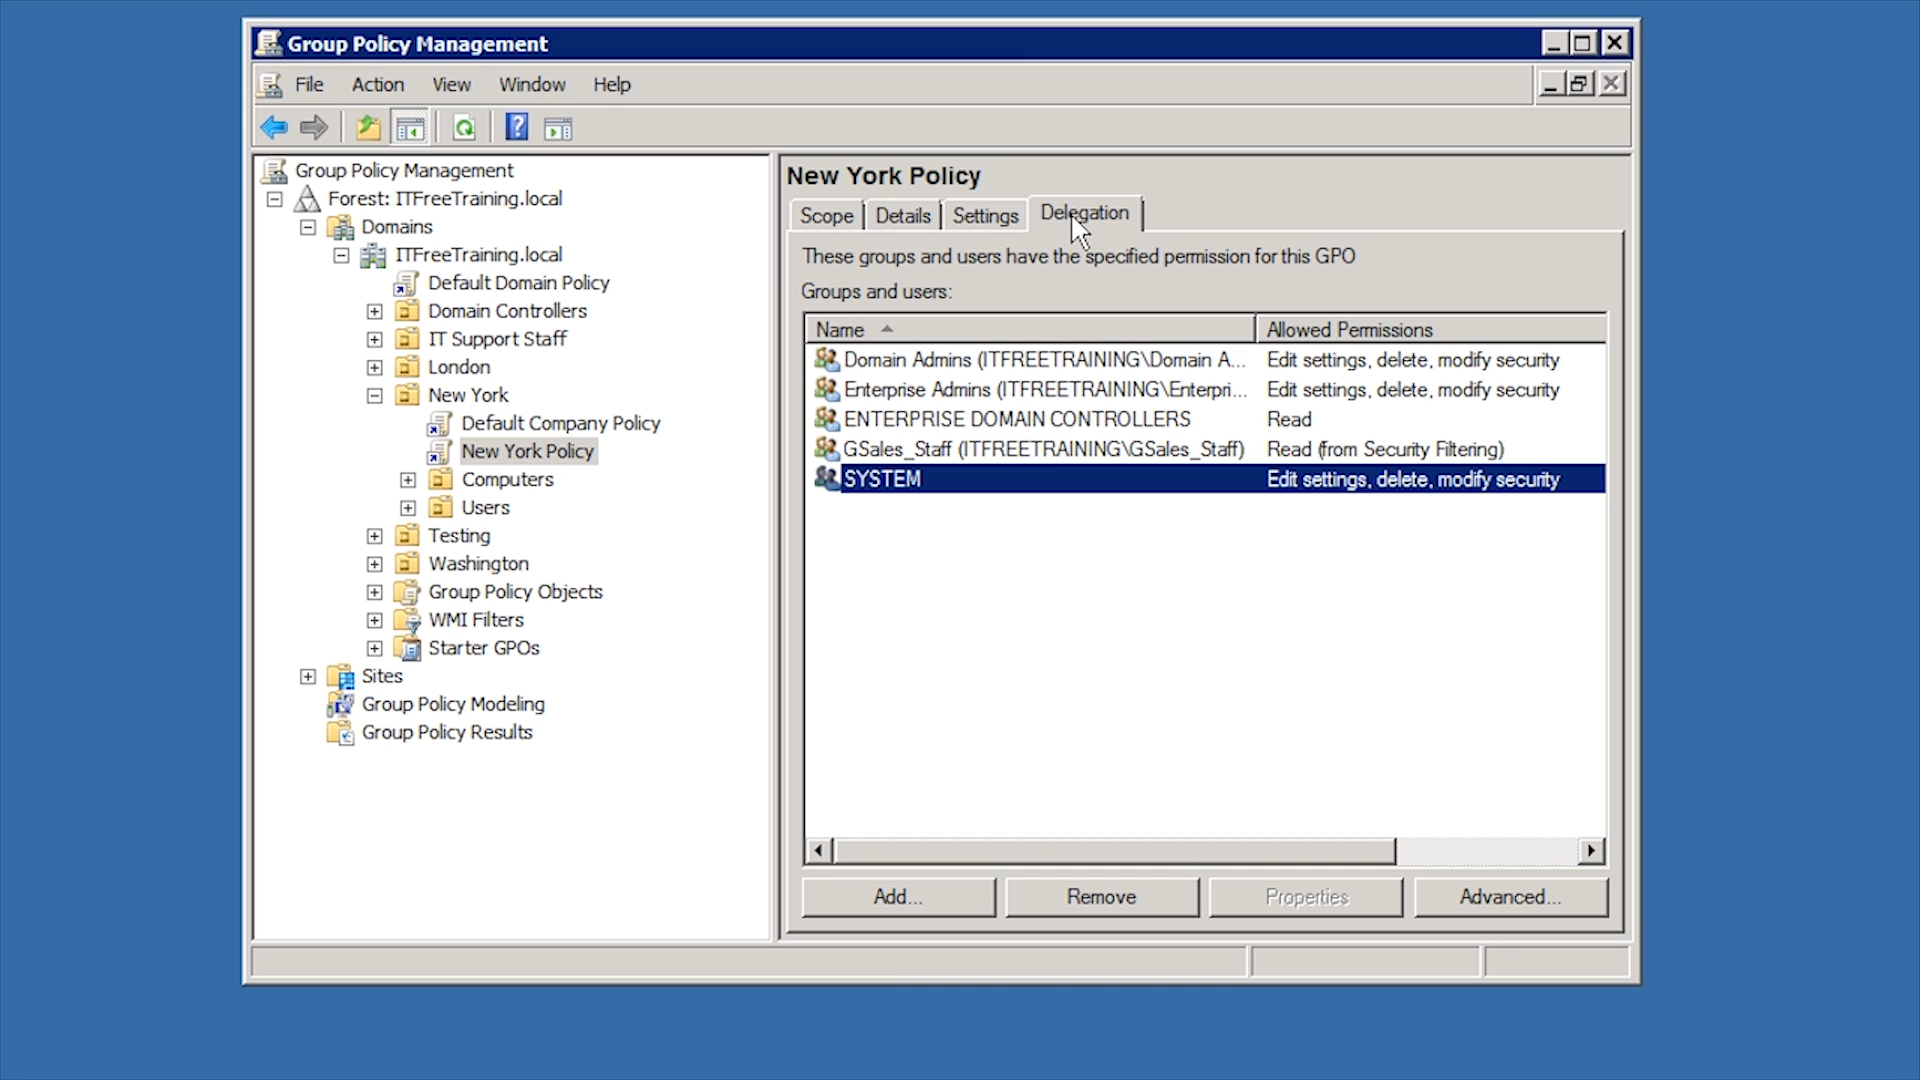 Group Policy Management
File Action View Window Help
Group Policy Management
Forest: ITFreeTraining.local
Domains
ITFreeTraining.local
Default Domain Policy
Domain Controllers
IT Support Staff
London
New York
Default Company Policy
New York Policy
Computers
Users
Testing
Washington
Group Policy Objects
WMI Filters
Starter GPOs
Sites
Group Policy Modeling
Group Policy Results
New York Policy
Scope Details Settings Delegation
These groups and users have the specified permission for this GPO
Groups and users:
Name Allowed Permissions
Domain Admins (ITFREETRAINING\Domain A... Edit settings, delete, modify security
Enterprise Admins (ITFREETRAINING\Enterpri... Edit settings, delete, modify security
ENTERPRISE DOMAIN CONTROLLERS Read
GSales_Staff (ITFREETRAINING\GSales_Staff) Read (from Security Filtering)
SYSTEM Edit settings, delete, modify security
Add... Remove Properties Advanced...